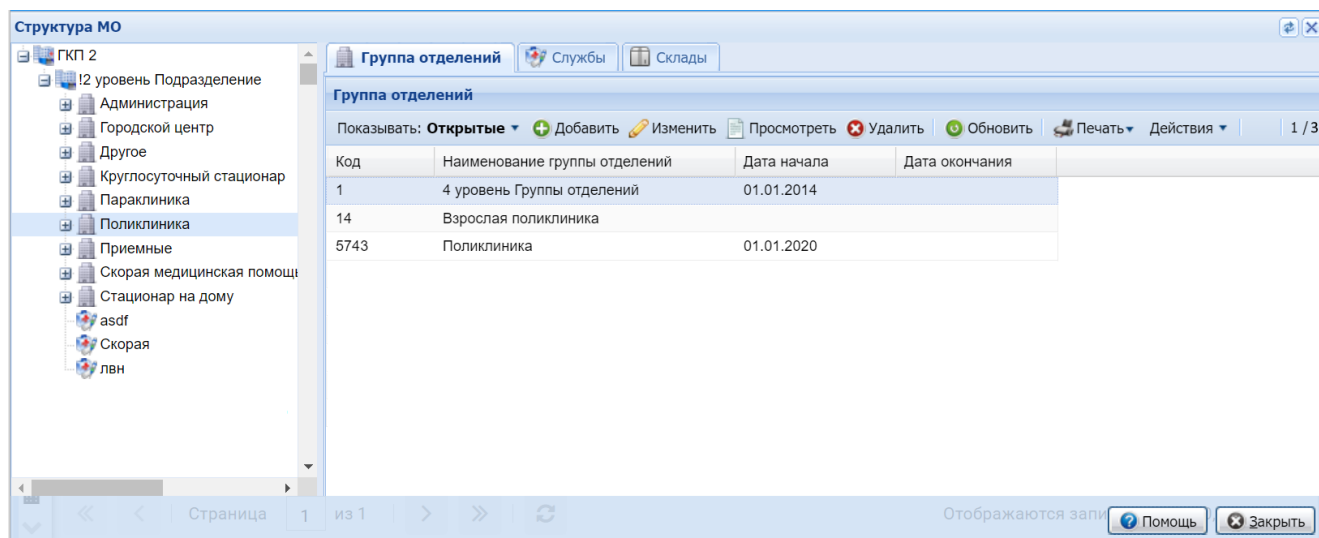 Структура МО
ГКП 2
!2 уровень Подразделение
Администрация
Городской центр
Другое
Круглосуточный стационар
Параклиника
Поликлиника
Приемные
Скорая медицинская помощь
Стационар на дому
asdf
Скорая
лвн
Группа отделений Службы Склады
Группа отделений
Показывать: Открытые Добавить Изменить Просмотреть Удалить Обновить Печать Действия 1 / 3
Код Наименование группы отделений Дата начала Дата окончания
1 4 уровень Группы отделений 01.01.2014
14 Взрослая поликлиника
5743 Поликлиника 01.01.2020
Страница 1 из 1 Отображаются
Помощь Закрыть